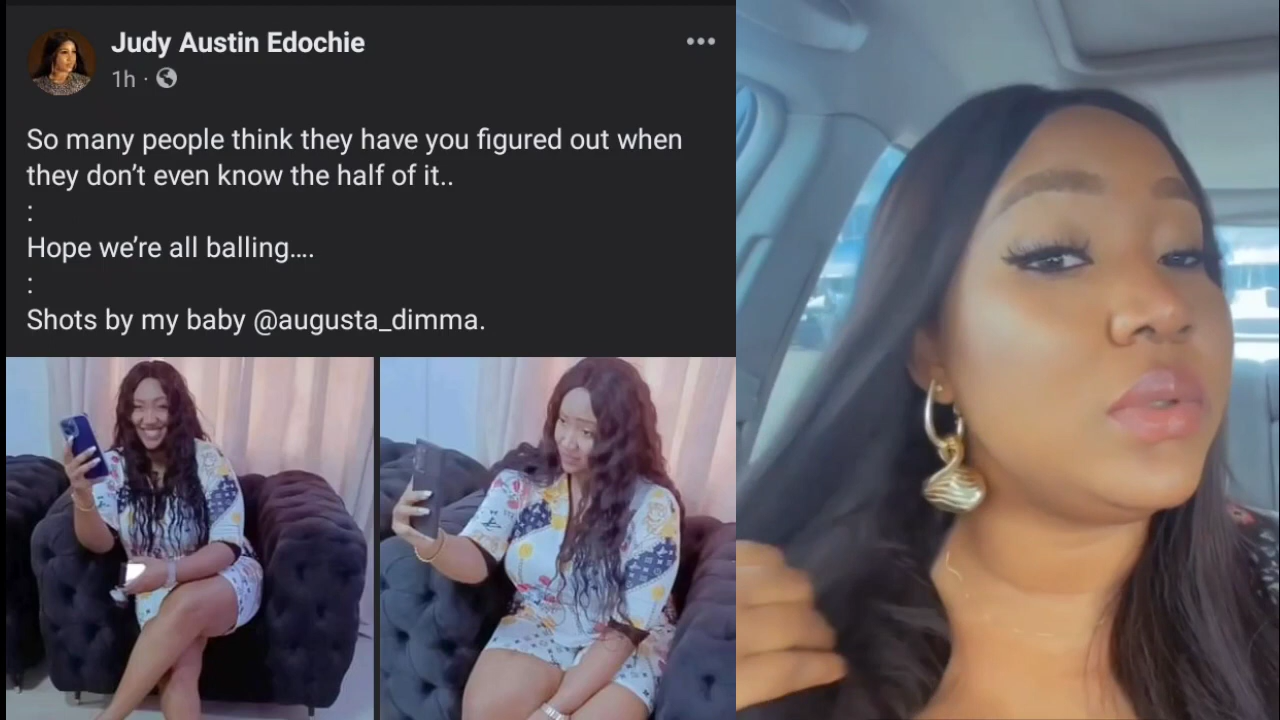 Judy Austin Edochie
1h ·
So many people think they have you figured out when
they don't even know the half of it..
:
Hope we're all balling....
:
Shots by my baby @augusta_dimma.